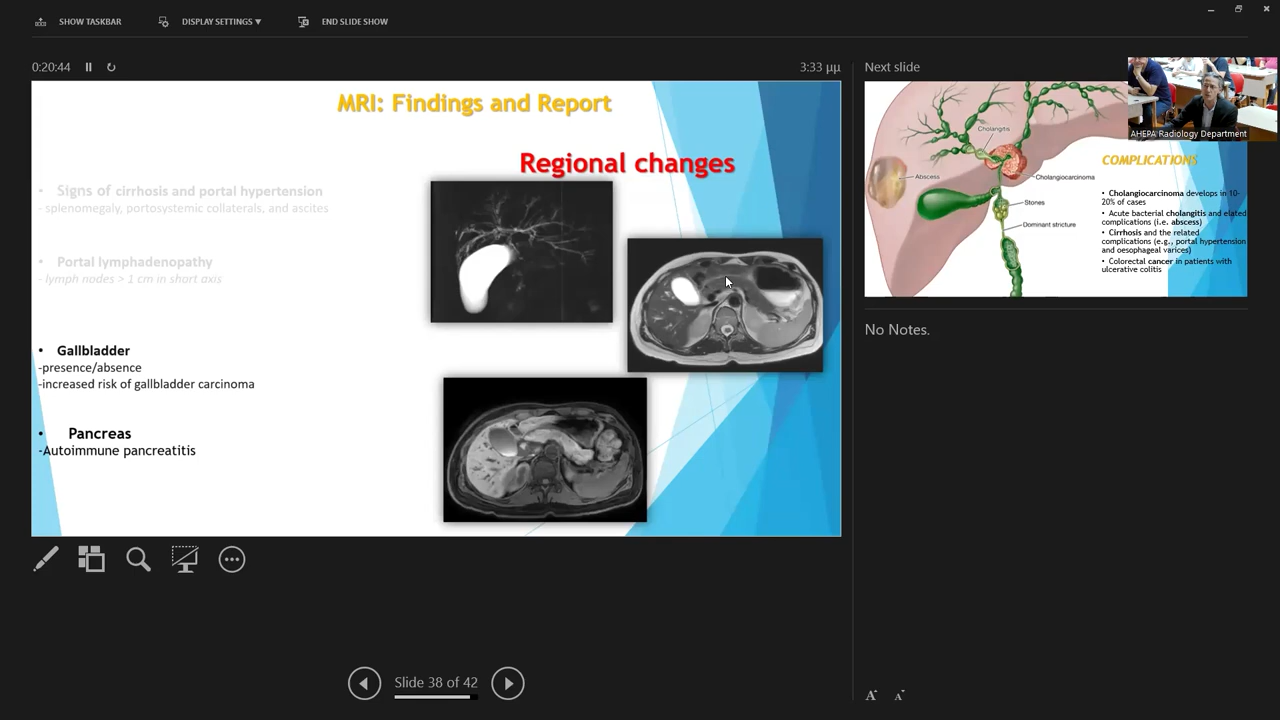 SHOW TASKBAR
DISPLAY SETTINGS ▼
END SLIDE SHOW
0:20:44
3:33 μμ
MRI: Findings and Report
Regional changes
• Signs of cirrhosis and portal hypertension
- splenomegaly, portosystemic collaterals, and ascites
• Portal lymphadenopathy
- lymph nodes > 1 cm in short axis
• Gallbladder
-presence/absence
-increased risk of gallbladder carcinoma
• Pancreas
-Autoimmune pancreatitis
Slide 38 of 42
Next slide
AHEPA Radiology Department
Cholangitis
Abscess
Cholangiocarcinoma
Stones
Dominant stricture
COMPLICATIONS
• Cholangiocarcinoma develops in 10-
20% of cases
• Acute bacterial cholangitis and elated
complications (i.e. abscess)
• Cirrhosis and the related
complications (e.g., portal hypertension
and oesophageal varices)
• Colorectal cancer in patients with
ulcerative colitis
No Notes.
A
A